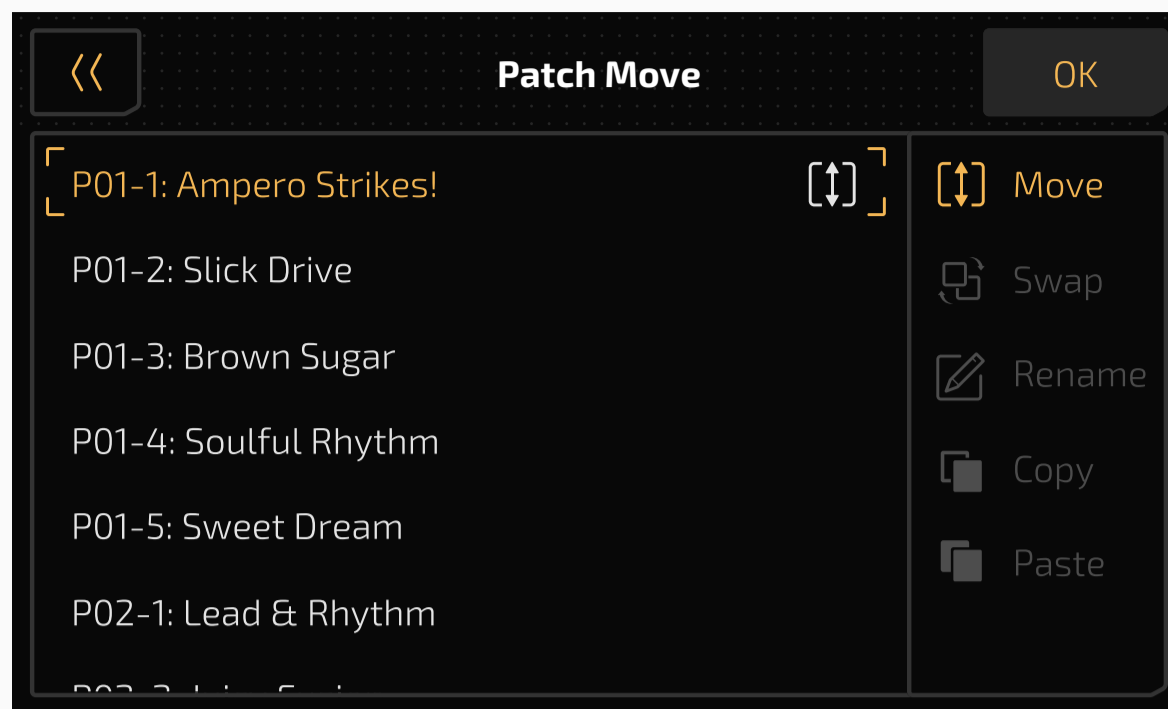 Patch Move
OK
P01-1: Ampero Strikes!
P01-2: Slick Drive
P01-3: Brown Sugar
P01-4: Soulful Rhythm
P01-5: Sweet Dream
P02-1: Lead & Rhythm
Move
Swap
Rename
Copy
Paste